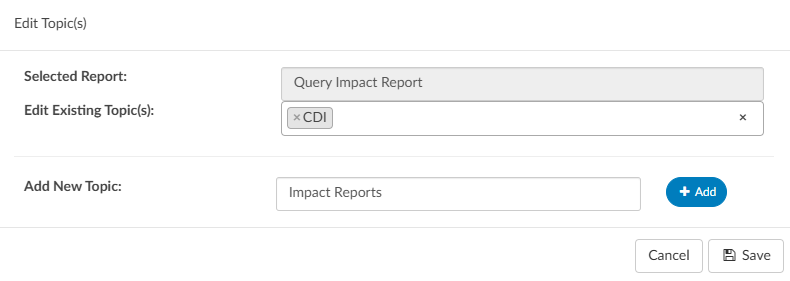 Edit Topic(s)
Selected Report: Query Impact Report
Edit Existing Topic(s): × CDI ×
Add New Topic: Impact Reports + Add
Cancel Save